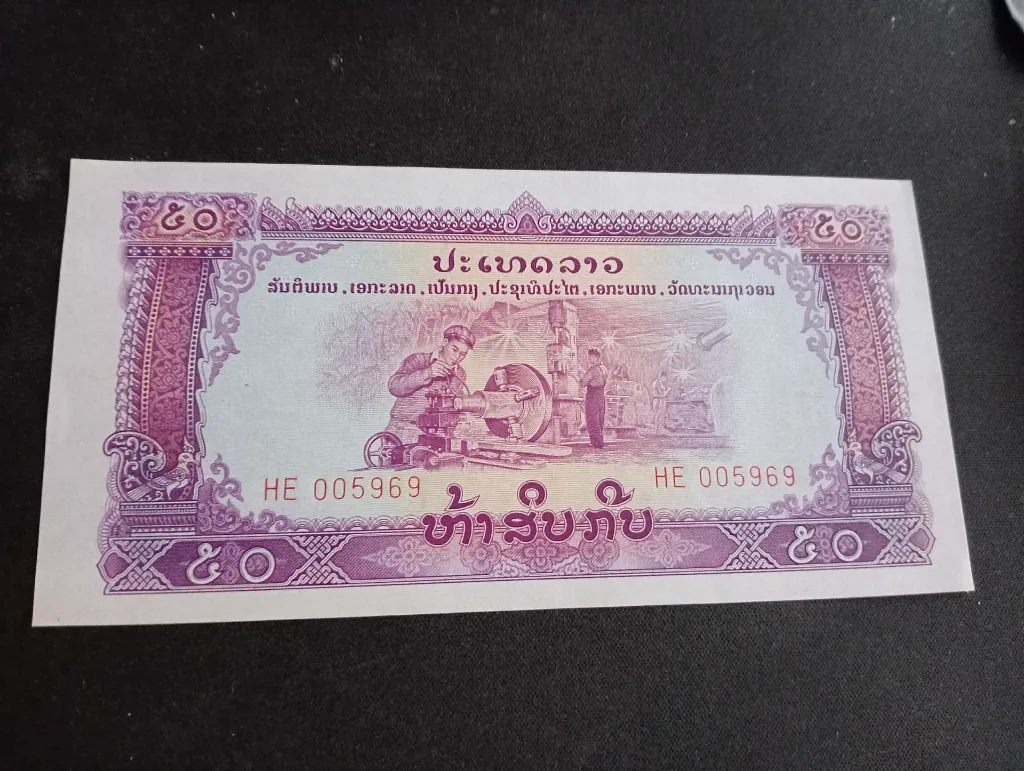 ໕໐ ໕໐
ປະເທດລາວ
ສັນຕິພາບ, ເອກະລາດ, ເປັນກາງ, ປະຊາທິປະໄຕ, ເອກະພາບ, ວັດທະນາຖາວອນ
HE 005969 HE 005969
ຫ້າສິບກີບ
໕໐ ໕໐